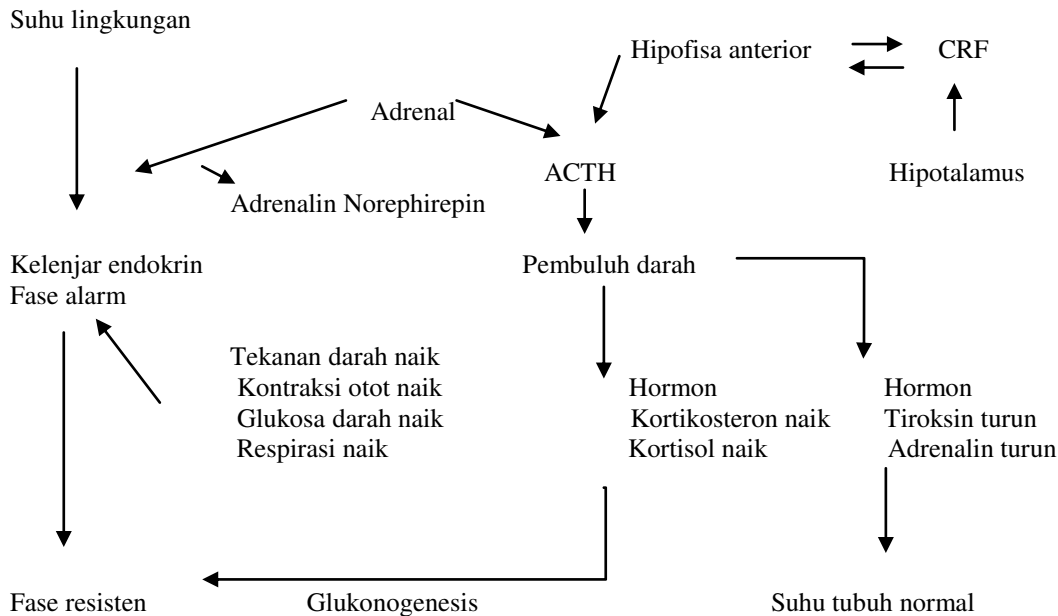 Suhu lingkungan
Hipofisa anterior
CRF
Adrenal
ACTH
Hipotalamus
Adrenalin Norephirepin
Kelenjar endokrin
Fase alarm
Pembuluh darah
Tekanan darah naik
Kontraksi otot naik
Glukosa darah naik
Respirasi naik
Hormon
Kortikosteron naik
Kortisol naik
Hormon
Tiroksin turun
Adrenalin turun
Fase resisten
Glukonogenesis
Suhu tubuh normal